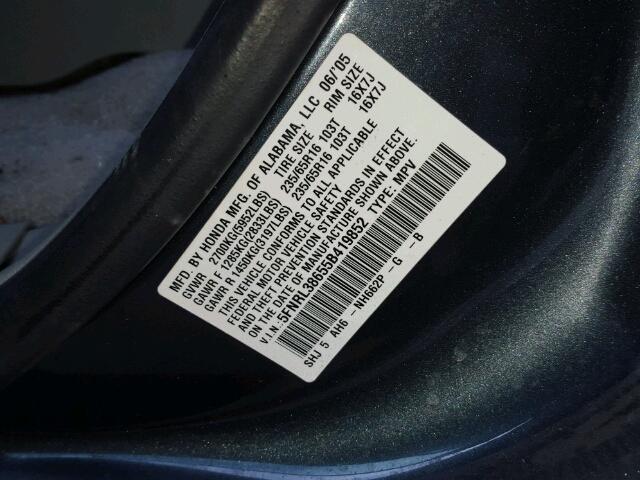 MFD. BY HONDA MFG. OF ALABAMA, LLC 06/'05
GVWR 2700KG(5952LBS) TIRE SIZE RIM SIZE
GAWR F 1285KG(2833LBS) 235/65R16 103T 16X7J
GAWR R 1450KG(3197LBS) 235/65R16 103T 16X7J
THIS VEHICLE CONFORMS TO ALL APPLICABLE
FEDERAL MOTOR VEHICLE SAFETY
AND THEFT PREVENTION STANDARDS IN EFFECT
ON THE DATE OF MANUFACTURE SHOWN ABOVE.
V.I.N. 5FNRL38655B419852 TYPE: MPV
SHJ 5 AH6 - NH662P - G - B